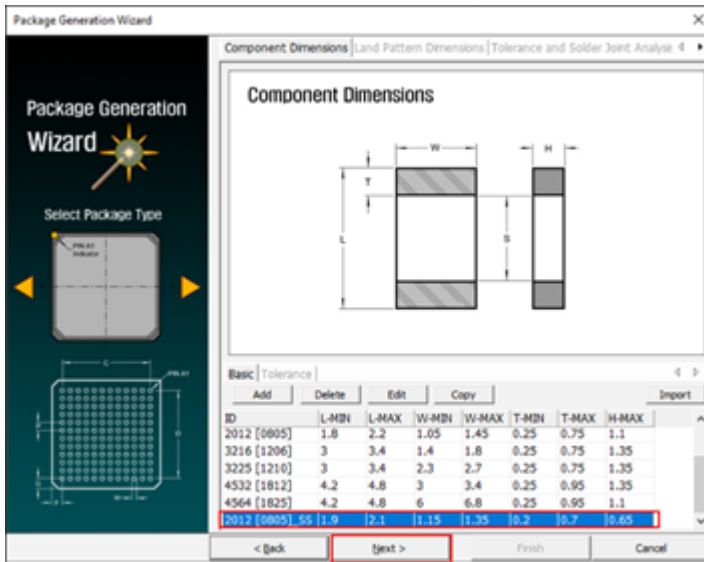 Package Generation Wizard
Component Dimensions Land Pattern Dimensions Tolerance and Solder Joint Analysis
Package Generation
Wizard
Select Package Type
PIN A1
Indicator
C
PIN A1
D
Component Dimensions
W
H
T
L
S
Basic Tolerance
Add Delete Edit Copy Import
ID L-MIN L-MAX W-MIN W-MAX T-MIN T-MAX H-MAX
2012 [0805] 1.8 2.2 1.05 1.45 0.25 0.75 1.1
3216 [1206] 3 3.4 1.4 1.8 0.25 0.75 1.35
3225 [1210] 3 3.4 2.3 2.7 0.25 0.75 1.35
4532 [1812] 4.2 4.8 3 3.4 0.25 0.95 1.35
4564 [1825] 4.2 4.8 6 6.8 0.25 0.95 1.1
2012 [0805]_SS 1.9 2.1 1.15 1.35 0.2 0.7 0.65
< Back Next > Finish Cancel